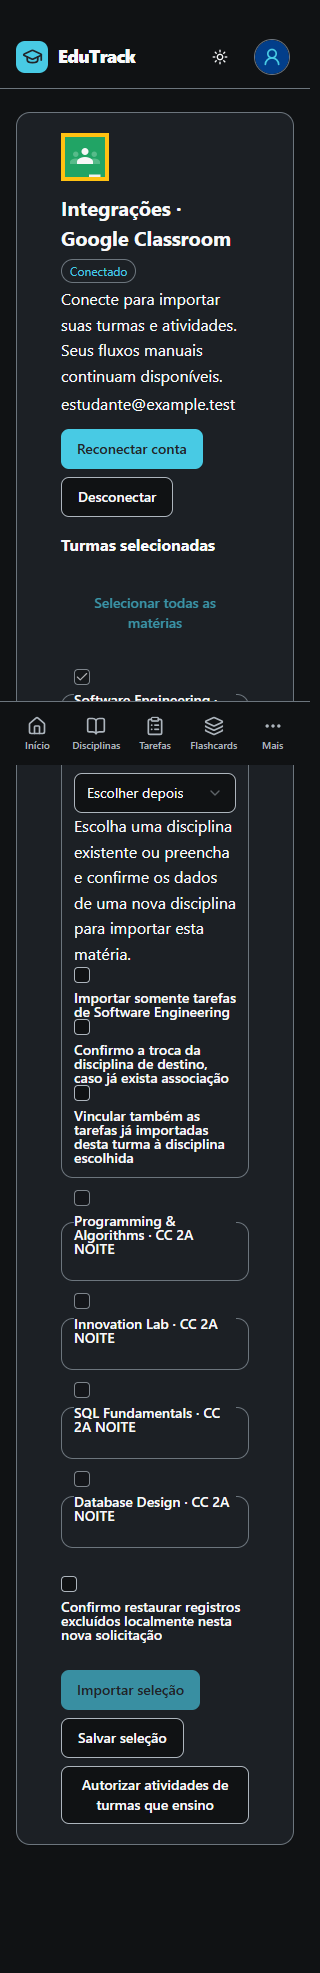 EduTrack
Integrações ·
Google Classroom
Conectado
Conecte para importar
suas turmas e atividades.
Seus fluxos manuais
continuam disponíveis.
estudante@example.test
Reconectar conta
Desconectar
Turmas selecionadas
Selecionar todas as
matérias
Software Engineering ·
Início
Disciplinas
Tarefas
Flashcards
Mais
Escolher depois
Escolha uma disciplina
existente ou preencha
e confirme os dados
de uma nova disciplina
para importar esta
matéria.
Importar somente tarefas
de Software Engineering
Confirmo a troca da
disciplina de destino,
caso já exista associação
Vincular também as
tarefas já importadas
desta turma à disciplina
escolhida
Programming &
Algorithms · CC 2A
NOITE
Innovation Lab · CC 2A
NOITE
SQL Fundamentals · CC
2A NOITE
Database Design · CC 2A
NOITE
Confirmo restaurar registros
excluídos localmente nesta
nova solicitação
Importar seleção
Salvar seleção
Autorizar atividades de
turmas que ensino